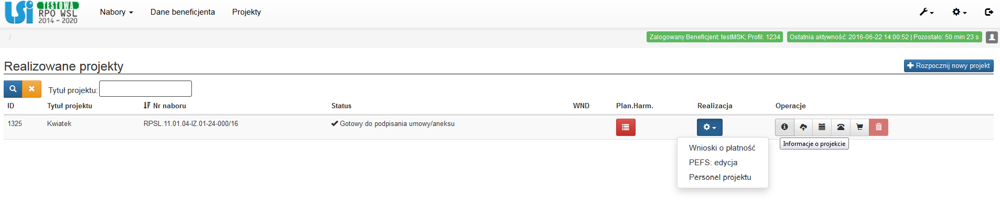 LSi TESTOWA
RPO WSL
2014 - 2020
Nabory
Dane beneficjenta
Projekty
/
Zalogowany Beneficjent: testMSK; Profil: 1234
Ostatnia aktywność: 2016-06-22 14:00:52 | Pozostało: 50 min 23 s
Realizowane projekty
Rozpocznij nowy projekt
Tytuł projektu:
ID Tytuł projektu Nr naboru Status WND Plan.Harm. Realizacja Operacje
1325 Kwiatek RPSL.11.01.04-IZ.01-24-000/16 Gotowy do podpisania umowy/aneksu
Informacje o projekcie
Wnioski o płatność
PEFS: edycja
Personel projektu